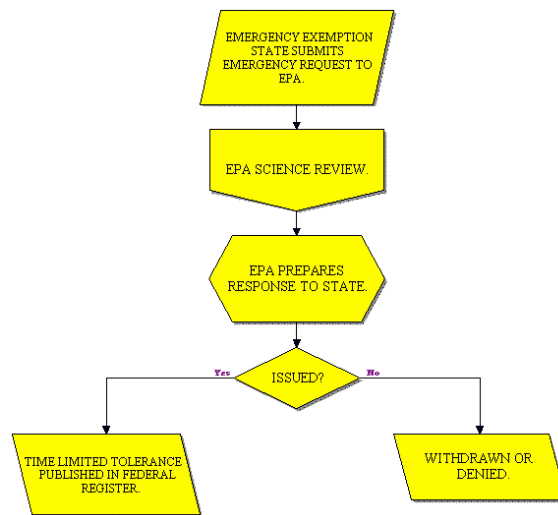 EMERGENCY EXEMPTION
STATE SUBMITS
EMERGENCY REQUEST TO
EPA.
EPA SCIENCE REVIEW.
EPA PREPARES
RESPONSE TO STATE.
Yes
ISSUED?
No
TIME LIMITED TOLERANCE
PUBLISHED IN FEDERAL
REGISTER.
WITHDRAWN OR
DENIED.